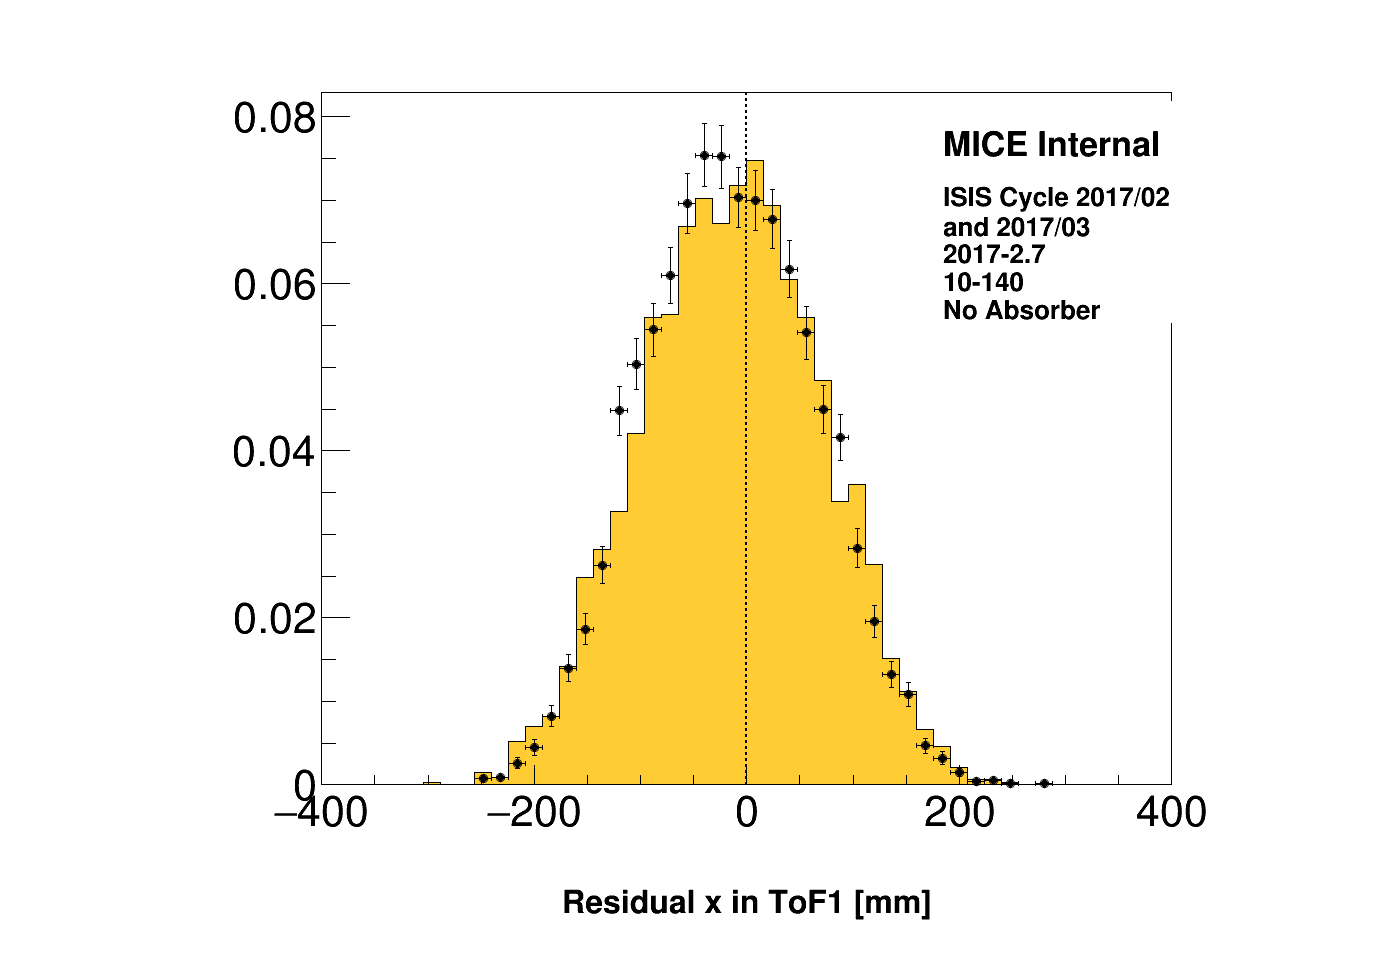 0.08
MICE Internal
ISIS Cycle 2017/02
and 2017/03
2017-2.7
0.06
10-140
No Absorber
0.04
0.02
0
−400 −200 0 200 400
Residual x in ToF1 [mm]